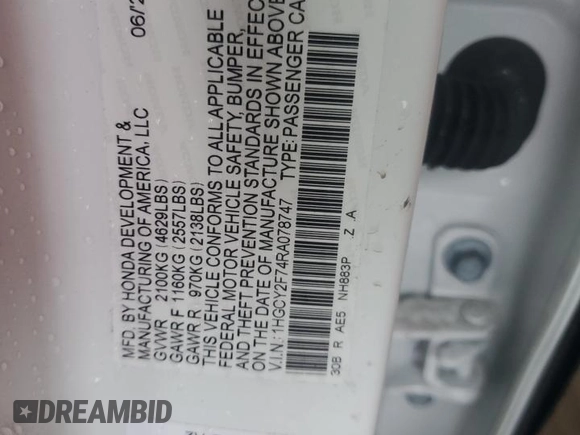 06/2
MFD. BY HONDA DEVELOPMENT &
MANUFACTURING OF AMERICA, LLC
GVWR 2100KG (4629LBS)
GAWR F 1160KG (2557LBS)
GAWR R 970KG (2138LBS)
THIS VEHICLE CONFORMS TO ALL APPLICABLE
FEDERAL MOTOR VEHICLE SAFETY, BUMPER,
AND THEFT PREVENTION STANDARDS IN EFFEC
ON THE DATE OF MANUFACTURE SHOWN ABOVE
V.I.N: 1HGCY2F74RA078747 TYPE: PASSENGER CA
30B R AE5 NH883P Z A
DREAMBID